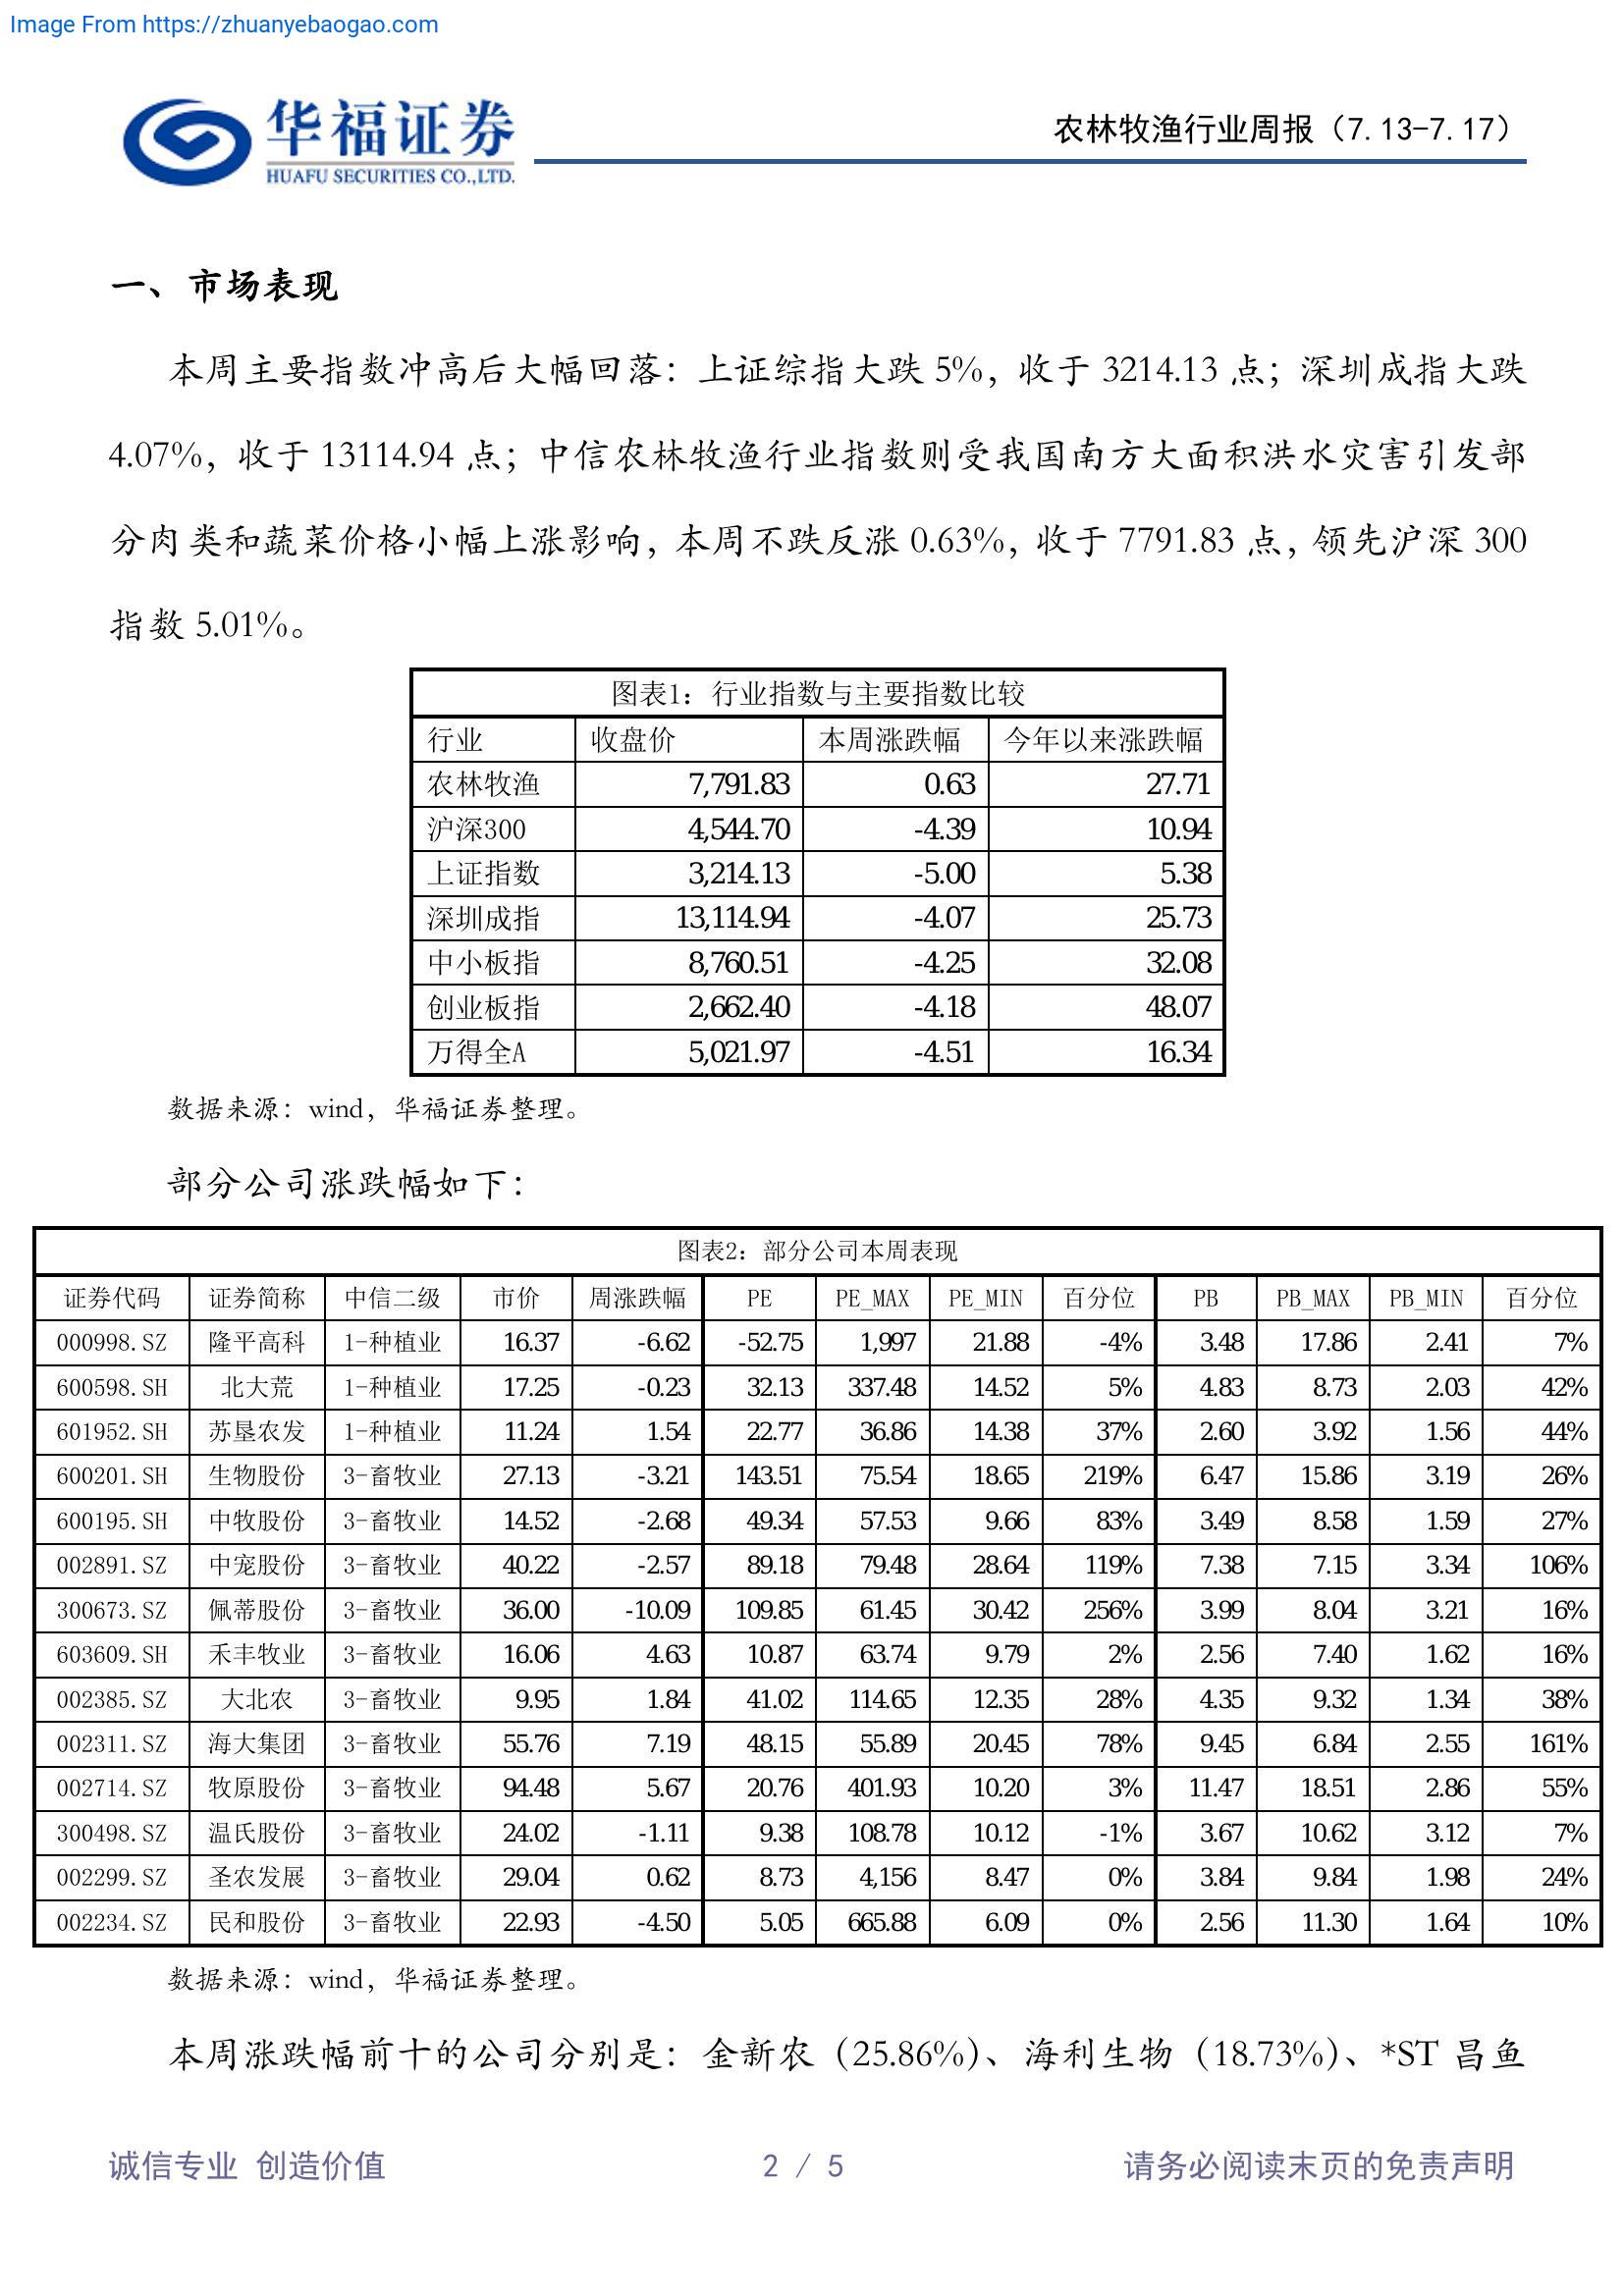 Image From https://zhuanyebaogao.com
华福证券
HUAFU SECURITIES CO.,LTD.
农林牧渔行业周报（7.13-7.17）
一、市场表现
本周主要指数冲高后大幅回落：上证综指大跌 5%，收于 3214.13 点；深圳成指大跌
4.07%，收于 13114.94 点；中信农林牧渔行业指数则受我国南方大面积洪水灾害引发部
分肉类和蔬菜价格小幅上涨影响，本周不跌反涨 0.63%，收于 7791.83 点，领先沪深 300
指数 5.01%。
图表1：行业指数与主要指数比较
行业 收盘价 本周涨跌幅 今年以来涨跌幅
农林牧渔 7,791.83 0.63 27.71
沪深300 4,544.70 -4.39 10.94
上证指数 3,214.13 -5.00 5.38
深圳成指 13,114.94 -4.07 25.73
中小板指 8,760.51 -4.25 32.08
创业板指 2,662.40 -4.18 48.07
万得全A 5,021.97 -4.51 16.34
数据来源：wind，华福证券整理。
部分公司涨跌幅如下：
图表2：部分公司本周表现
证券代码 证券简称 中信二级 市价 周涨跌幅 PE PE_MAX PE_MIN 百分位 PB PB_MAX PB_MIN 百分位
000998.SZ 隆平高科 1-种植业 16.37 -6.62 -52.75 1,997 21.88 -4% 3.48 17.86 2.41 7%
600598.SH 北大荒 1-种植业 17.25 -0.23 32.13 337.48 14.52 5% 4.83 8.73 2.03 42%
601952.SH 苏垦农发 1-种植业 11.24 1.54 22.77 36.86 14.38 37% 2.60 3.92 1.56 44%
600201.SH 生物股份 3-畜牧业 27.13 -3.21 143.51 75.54 18.65 219% 6.47 15.86 3.19 26%
600195.SH 中牧股份 3-畜牧业 14.52 -2.68 49.34 57.53 9.66 83% 3.49 8.58 1.59 27%
002891.SZ 中宠股份 3-畜牧业 40.22 -2.57 89.18 79.48 28.64 119% 7.38 7.15 3.34 106%
300673.SZ 佩蒂股份 3-畜牧业 36.00 -10.09 109.85 61.45 30.42 256% 3.99 8.04 3.21 16%
603609.SH 禾丰牧业 3-畜牧业 16.06 4.63 10.87 63.74 9.79 2% 2.56 7.40 1.62 16%
002385.SZ 大北农 3-畜牧业 9.95 1.84 41.02 114.65 12.35 28% 4.35 9.32 1.34 38%
002311.SZ 海大集团 3-畜牧业 55.76 7.19 48.15 55.89 20.45 78% 9.45 6.84 2.55 161%
002714.SZ 牧原股份 3-畜牧业 94.48 5.67 20.76 401.93 10.20 3% 11.47 18.51 2.86 55%
300498.SZ 温氏股份 3-畜牧业 24.02 -1.11 9.38 108.78 10.12 -1% 3.67 10.62 3.12 7%
002299.SZ 圣农发展 3-畜牧业 29.04 0.62 8.73 4,156 8.47 0% 3.84 9.84 1.98 24%
002234.SZ 民和股份 3-畜牧业 22.93 -4.50 5.05 665.88 6.09 0% 2.56 11.30 1.64 10%
数据来源：wind，华福证券整理。
本周涨跌幅前十的公司分别是：金新农（25.86%）、海利生物（18.73%）、*ST 昌鱼
诚信专业 创造价值
2 / 5
请务必阅读末页的免责声明